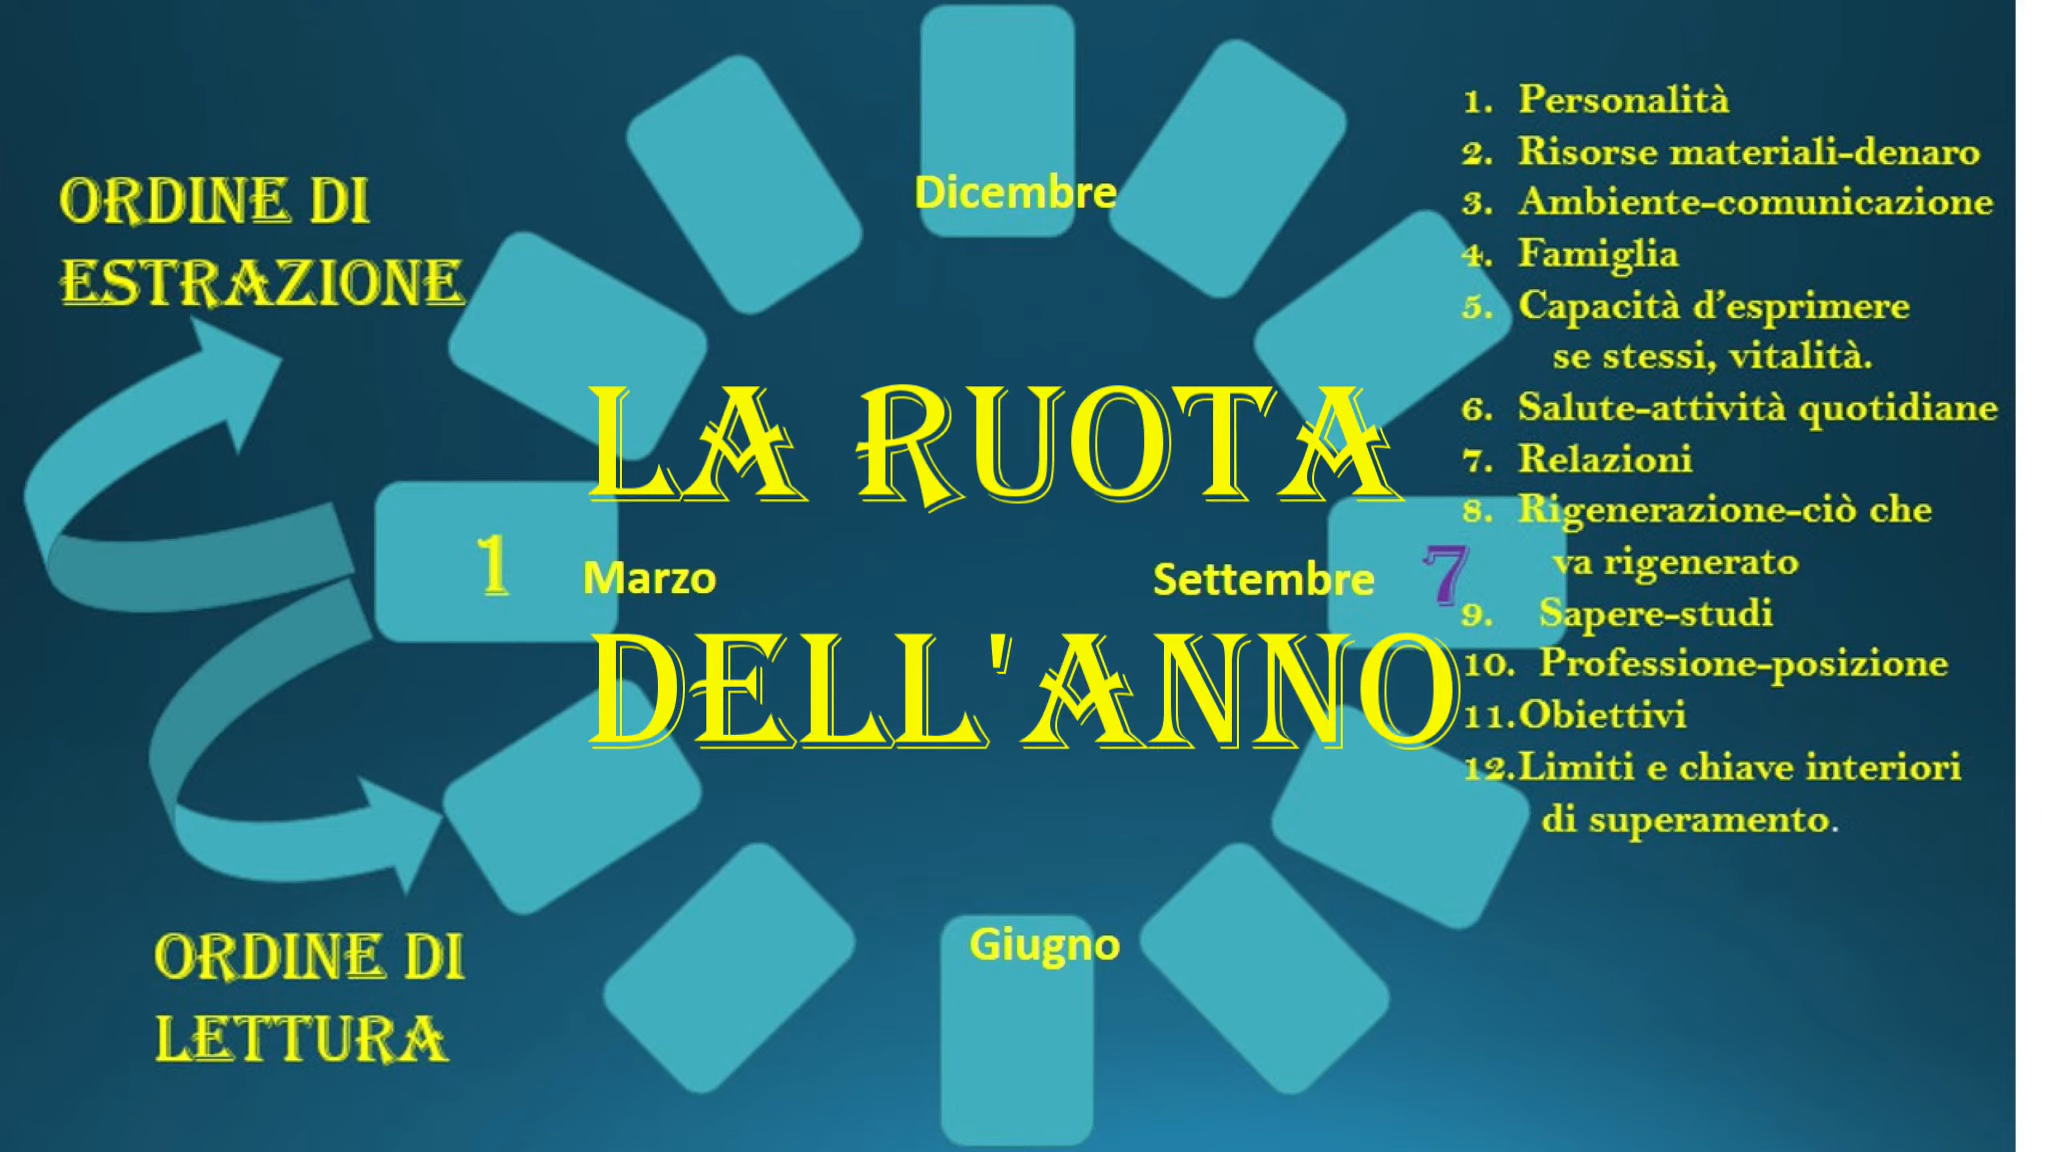 ORDINE DI
ESTRAZIONE
Dicembre
LA RUOTA
1
Marzo
Settembre
7
DELL'ANNO
Giugno
ORDINE DI
LETTURA
1. Personalità
2. Risorse materiali-denaro
3. Ambiente-comunicazione
4. Famiglia
5. Capacità d’esprimere
se stessi, vitalità.
6. Salute-attività quotidiane
7. Relazioni
8. Rigenerazione-ciò che
va rigenerato
9. Sapere-studi
10. Professione-posizione
11.Obiettivi
12.Limiti e chiave interiori
di superamento.